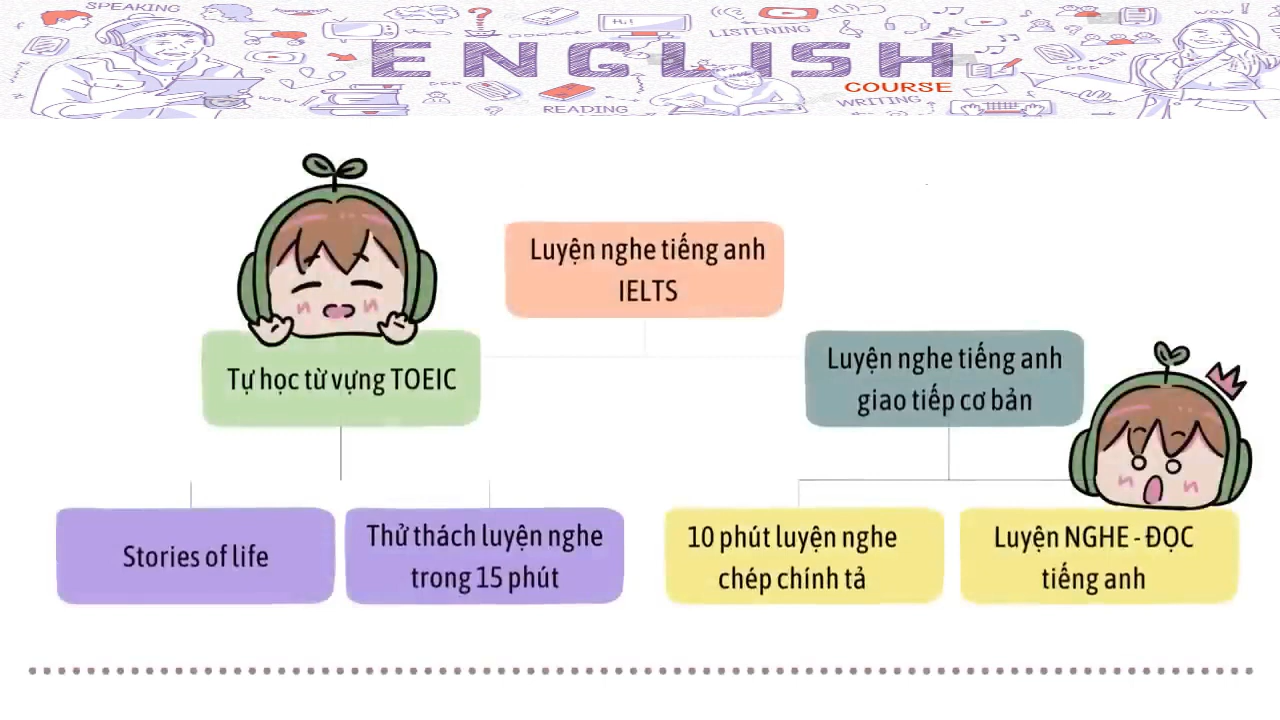 SPEAKING
Hi!
LISTENING
WOW!
ENGLISH
COURSE
READING
WRITING
Luyện nghe tiếng anh
IELTS
Tự học từ vựng TOEIC
Luyện nghe tiếng anh
giao tiếp cơ bản
Stories of life
Thử thách luyện nghe
trong 15 phút
10 phút luyện nghe
chép chính tả
Luyện NGHE - ĐỌC
tiếng anh